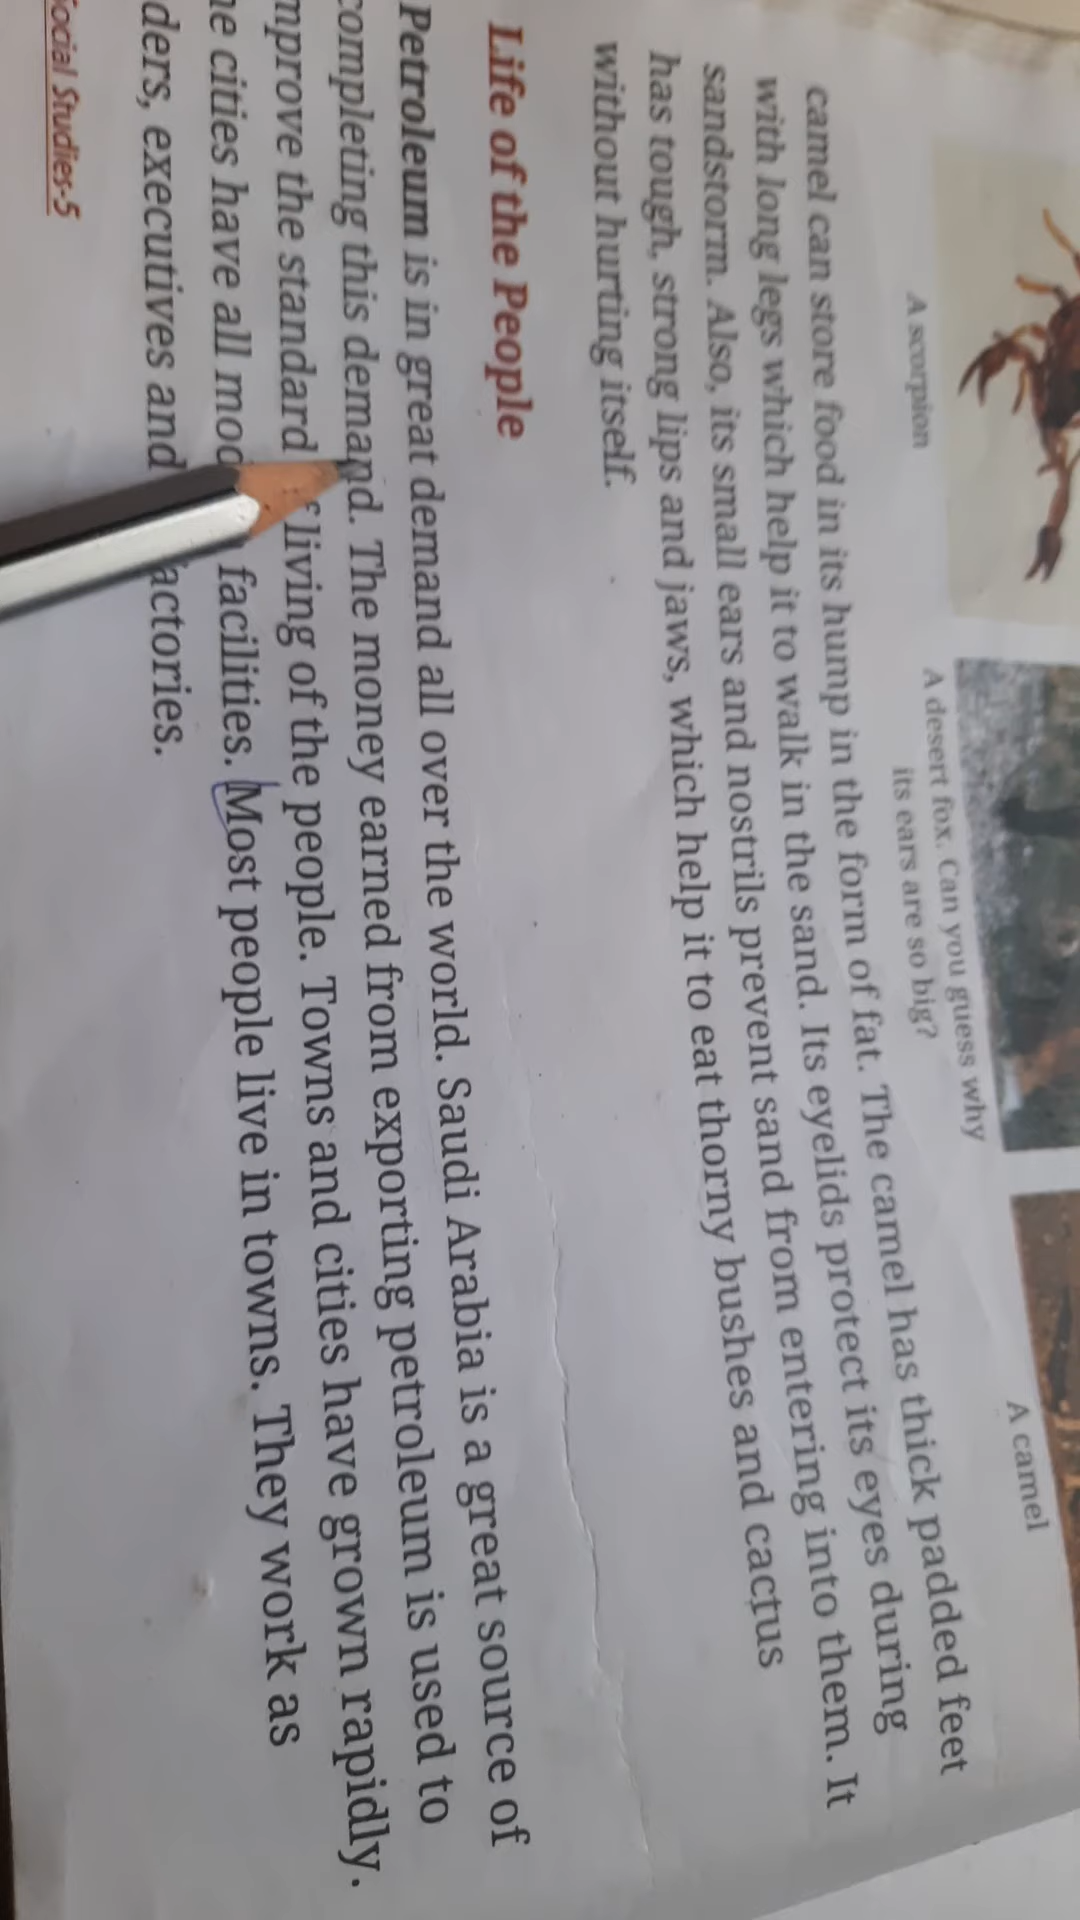 A scorpion
A desert fox. Can you guess why
its ears are so big?
A camel
camel can store food in its hump in the form of fat. The camel has thick padded feet
with long legs which help it to walk in the sand. Its eyelids protect its eyes during
sandstorm. Also, its small ears and nostrils prevent sand from entering into them. It
has tough, strong lips and jaws, which help it to eat thorny bushes and cactus
without hurting itself.
Life of the People
Petroleum is in great demand all over the world. Saudi Arabia is a great source of
completing this demand. The money earned from exporting petroleum is used to
mprove the standard f living of the people. Towns and cities have grown rapidly.
he cities have all mod facilities. Most people live in towns. They work as
ders, executives and actories.
Social Studies-5